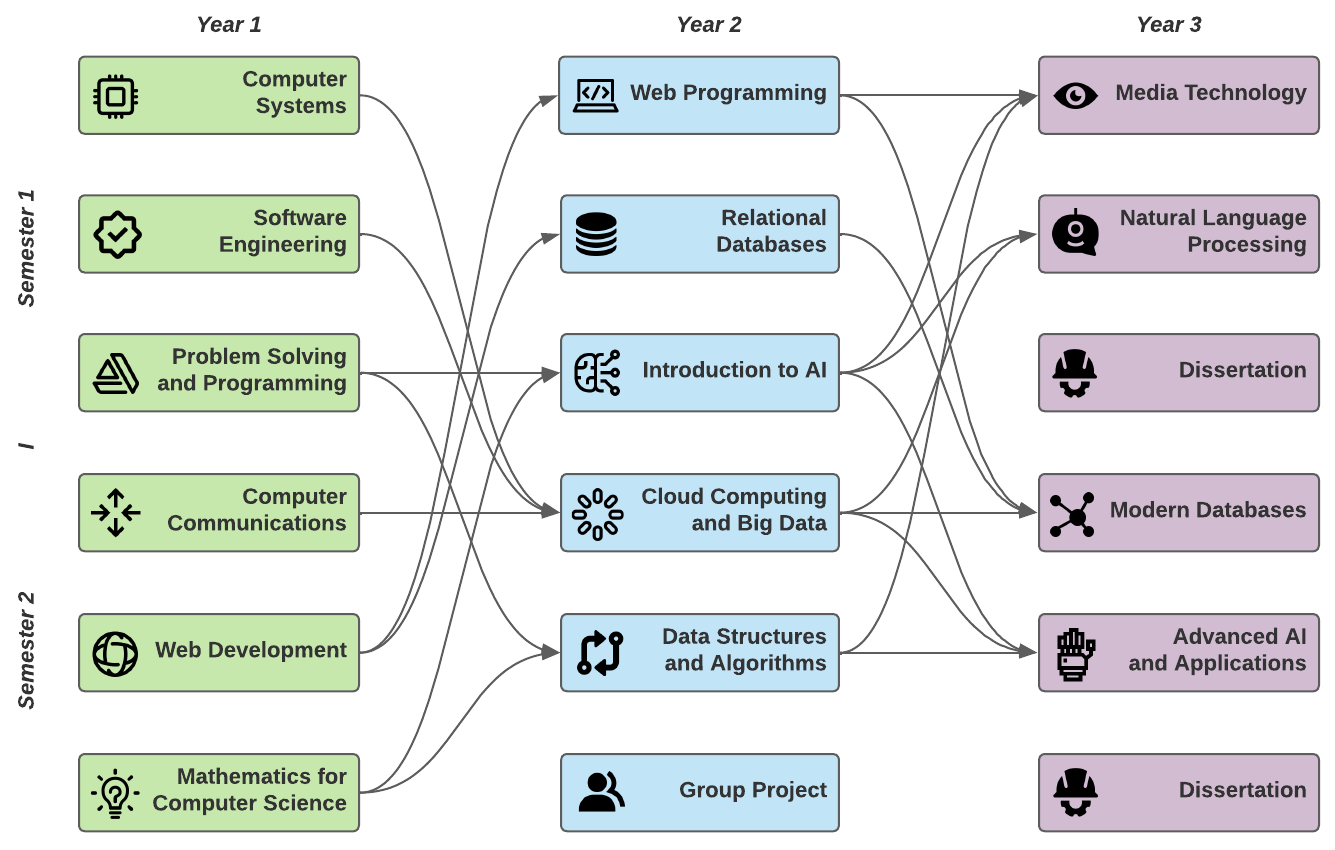 Year 1
Year 2
Year 3
Semester 1
I
Semester 2
Computer
Systems
Software
Engineering
Problem Solving
and Programming
Computer
Communications
Web Development
Mathematics for
Computer Science
Web Programming
Relational
Databases
Introduction to AI
Cloud Computing
and Big Data
Data Structures
and Algorithms
Group Project
Media Technology
Natural Language
Processing
Dissertation
Modern Databases
Advanced AI
and Applications
Dissertation